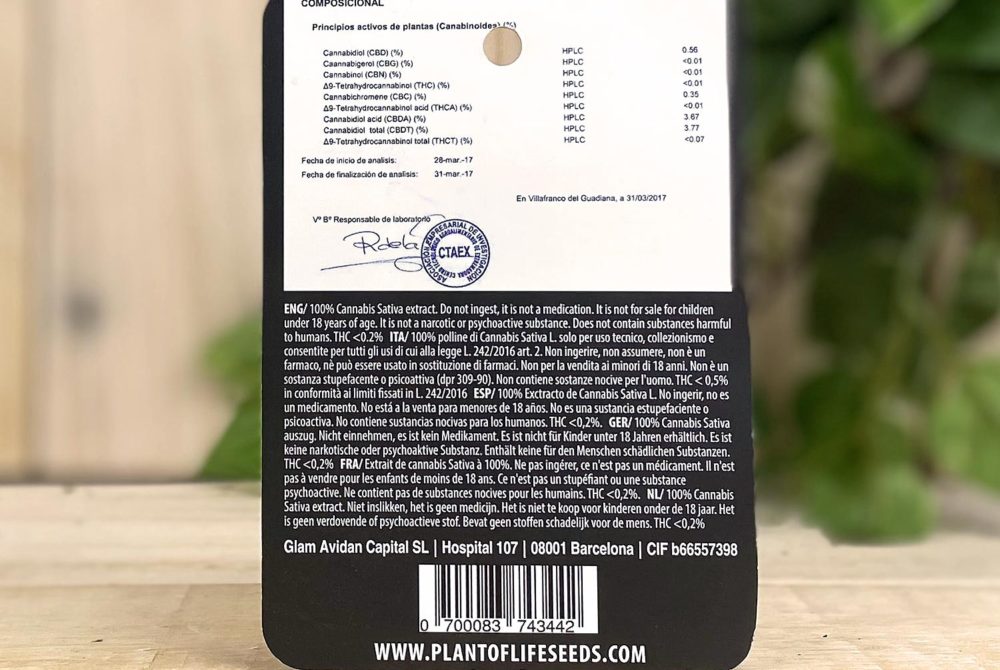 COMPOSICIONAL
Principios activos de plantas (Canabinoides) (%)
Cannabidiol (CBD) (%) HPLC 0.56
Caannabigerol (CBG) (%) HPLC <0.01
Cannabinol (CBN) (%) HPLC <0.01
Δ9-Tetrahydrocannabinol (THC) (%) HPLC <0.01
Cannabichromene (CBC) (%) HPLC 0.35
Δ9-Tetrahydrocannabinol acid (THCA) (%) HPLC <0.01
Cannabidiol acid (CBDA) (%) HPLC 3.67
Cannabidiol total (CBDT) (%) HPLC 3.77
Δ9-Tetrahydrocannabinol total (THCT) (%) HPLC <0.07
Fecha de inicio de analisis: 28-mar.-17
Fecha de finalización de analisis: 31-mar.-17
En Villafranco del Guadiana, a 31/03/2017
Vº Bº Responsable de laboratorio
ASOCIACIÓN EMPRESARIAL DE INVESTIGACIÓN
CTAEX
ENG/ 100% Cannabis Sativa extract. Do not ingest, it is not a medication. It is not for sale for children
under 18 years of age. It is not a narcotic or psychoactive substance. Does not contain substances harmful
to humans. THC <0.2% ITA/ 100% polline di Cannabis Sativa L. solo per uso tecnico, collezionismo e
consentite per tutti gli usi di cui alla legge L. 242/2016 art. 2. Non ingerire, non assumere, non è un
farmaco, nè può essere usato in sostituzione di farmaci. Non per la vendita ai minori di 18 anni. Non è un
sostanza stupefacente o psicoattiva (dpr 309-90). Non contiene sostanze nocive per l'uomo. THC < 0,5%
in conformità ai limiti fissati in L. 242/2016 ESP/ 100% Exctracto de Cannabis Sativa L. No ingerir, no es
un medicamento. No está a la venta para menores de 18 años. No es una sustancia estupefaciente o
psicoactiva. No contiene sustancias nocivas para los humanos. THC <0,2%. GER/ 100% Cannabis Sativa
auszug. Nicht einnehmen, es ist kein Medikament. Es ist nicht für Kinder unter 18 Jahren erhältlich. Es ist
keine narkotische oder psychoaktive Substanz. Enthält keine für den Menschen schädlichen Substanzen.
THC <0,2% FRA/ Extrait de cannabis Sativa à 100%. Ne pas ingérer, ce n'est pas un médicament. Il n'est
pas à vendre pour les enfants de moins de 18 ans. Ce n'est pas un stupéfiant ou une substance
psychoactive. Ne contient pas de substances nocives pour les humains. THC <0,2%. NL/ 100% Cannabis
Sativa extract. Niet inslikken, het is geen medicijn. Het is niet te koop voor kinderen onder de 18 jaar. Het
is geen verdovende of psychoactieve stof. Bevat geen stoffen schadelijk voor de mens. THC <0,2%
Glam Avidan Capital SL | Hospital 107 | 08001 Barcelona | CIF b66557398
0 700083 743442
WWW.PLANTOFLIFESEEDS.COM